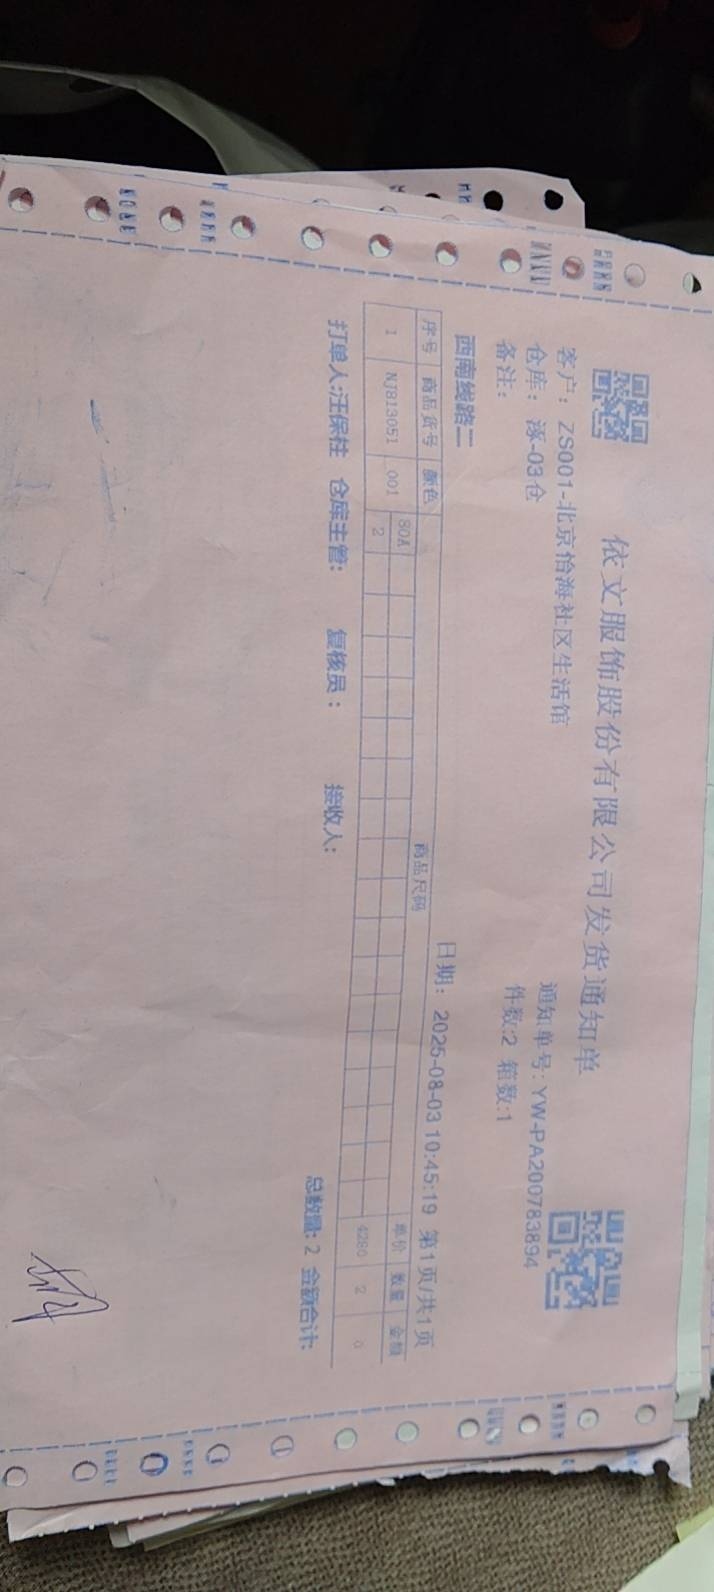 依文服饰股份有限公司发货通知单
客户：ZS001-北京怡海社区生活馆
通知单号：YW-PA200783894
仓库：涿-03仓
件数:2 箱数:1
备注：
西南线路二
日期：2025-08-03 10:45:19 第1页/共1页
序号 商品货号 颜色 商品尺码 单价 数量 金额
80A
1 NJ813051 001 2 4280 2 0
总数量: 2 金额合计:
打单人:汪保柱 仓库主管: 复核员： 接收人: